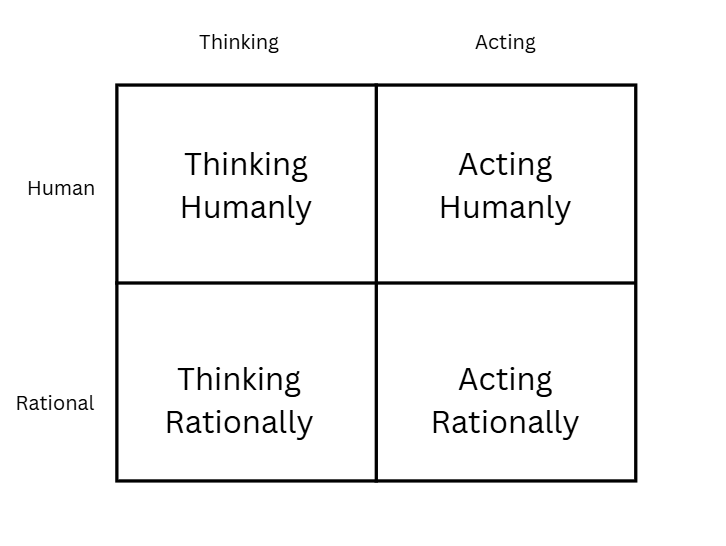 Thinking
Acting
Human
Thinking
Humanly
Acting
Humanly
Rational
Thinking
Rationally
Acting
Rationally